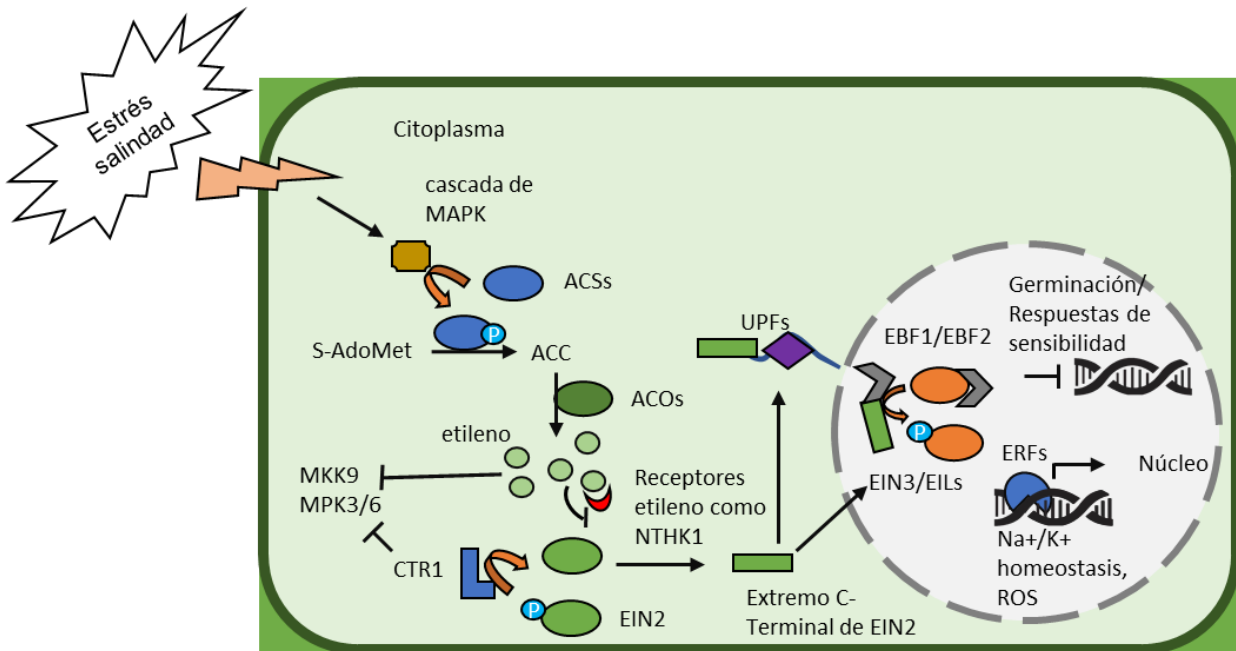 Estrés
salindad
Citoplasma
cascada de
MAPK
ACSs
P
S-AdoMet
ACC
ACOs
etileno
MKK9
MPK3/6
Receptores
etileno como
NTHK1
CTR1
P
EIN2
Extremo C-
Terminal de EIN2
UPFs
EBF1/EBF2
Germinación/
Respuestas de
sensibilidad
P
EIN3/EILs
ERFs
Núcleo
Na+/K+
homeostasis,
ROS